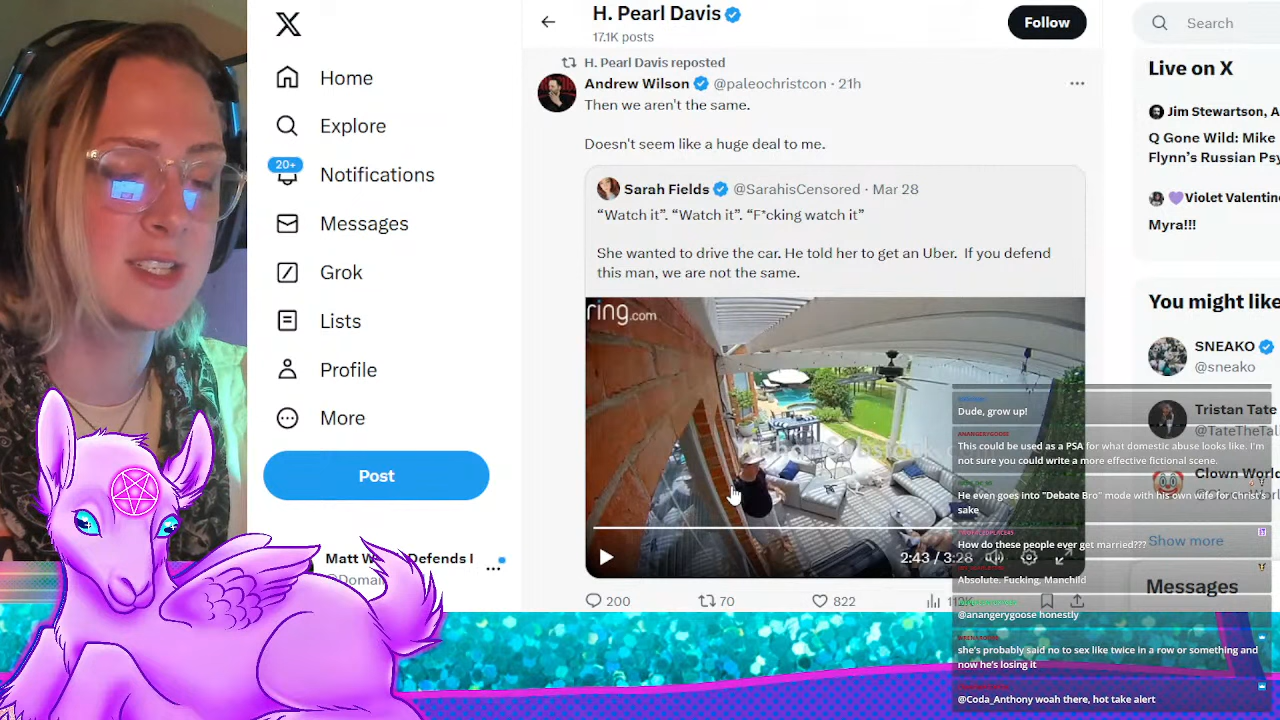 Home
Explore
20+
Notifications
Messages
Grok
Lists
Profile
More
Post
H. Pearl Davis
17.1K posts
Follow
H. Pearl Davis reposted
Andrew Wilson @paleochristcon · 21h
Then we aren't the same.
Doesn't seem like a huge deal to me.
Sarah Fields @SarahisCensored · Mar 28
“Watch it”. “Watch it”. “F*cking watch it”
She wanted to drive the car. He told her to get an Uber. If you defend
this man, we are not the same.
ring.com
2:43 / 3:28
200
70
822
Search
Live on X
Jim Stewartson, A
Q Gone Wild: Mike
Flynn's Russian Psy
Violet Valentine
Myra!!!
You might like
SNEAKO
@sneako
Tristan Tate
@TateTheTal
Clown World
Show more
Messages
Dude, grow up!
ANANGERYGOOSE
This could be used as a PSA for what domestic abuse looks like. I'm
not sure you could write a more effective fictional scene.
He even goes into "Debate Bro" mode with his own wife for Christ's
sake
How do these people ever get married???
Absolute. Fucking, Manchild
@anangerygoose honestly
she's probably said no to sex like twice in a row or something and
now he's losing it
@Coda_Anthony woah there, hot take alert